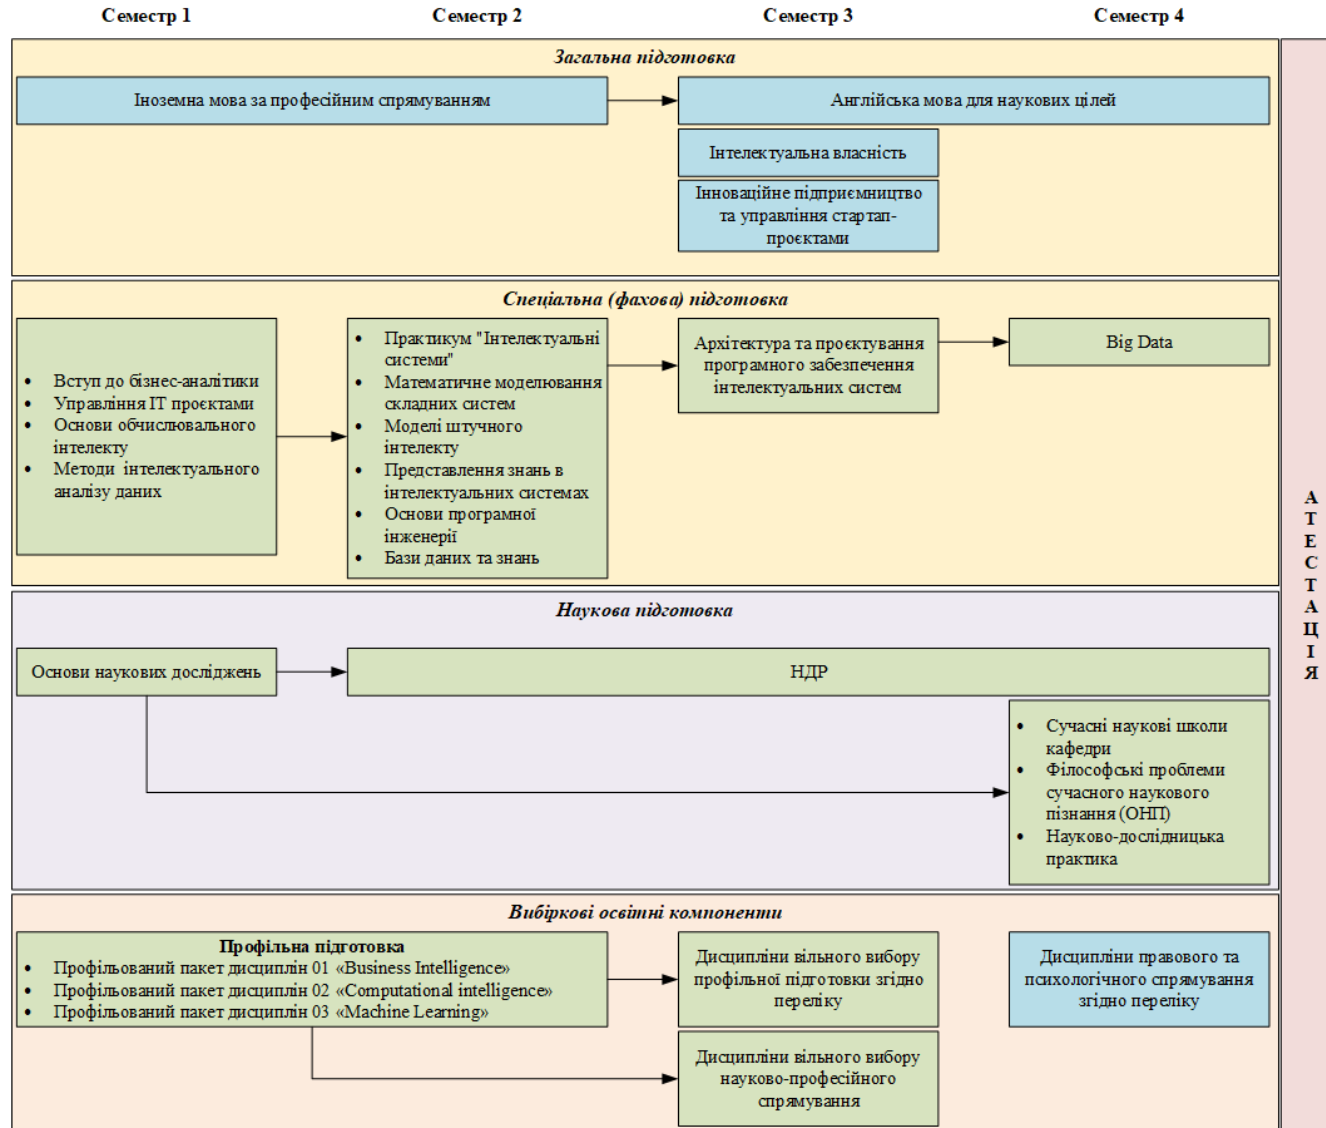 Семестр 1
Семестр 2
Семестр 3
Семестр 4
Загальна підготовка
Іноземна мова за професійним спрямуванням
Англійська мова для наукових цілей
Інтелектуальна власність
Інноваційне підприємництво
та управління стартап-
проєктами
Спеціальна (фахова) підготовка
• Вступ до бізнес-аналітики
• Управління ІТ проєктами
• Основи обчислювального
інтелекту
• Методи інтелектуального
аналізу даних
• Практикум "Інтелектуальні
системи"
• Математичне моделювання
складних систем
• Моделі штучного
інтелекту
• Представлення знань в
інтелектуальних системах
• Основи програмної
інженерії
• Бази даних та знань
Архітектура та проєктування
програмного забезпечення
інтелектуальних систем
Big Data
Наукова підготовка
Основи наукових досліджень
НДР
• Сучасні наукові школи
кафедри
• Філософські проблеми
сучасного наукового
пізнання (ОНП)
• Науково-дослідницька
практика
Вибіркові освітні компоненти
Профільна підготовка
• Профільований пакет дисциплін 01 «Business Intelligence»
• Профільований пакет дисциплін 02 «Computational intelligence»
• Профільований пакет дисциплін 03 «Machine Learning»
Дисципліни вільного вибору
профільної підготовки згідно
переліку
Дисципліни правового та
психологічного спрямування
згідно переліку
Дисципліни вільного вибору
науково-професійного
спрямування
А
Т
Е
С
Т
А
Ц
І
Я